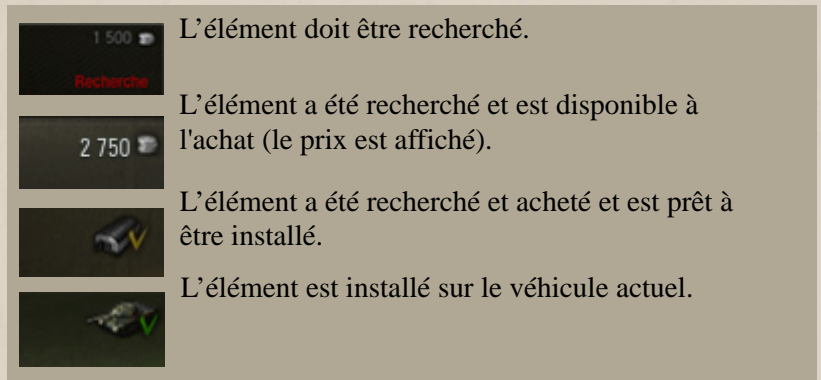 1 500
Recherche
L’élément doit être recherché.
2 750
L’élément a été recherché et est disponible à
l'achat (le prix est affiché).
L’élément a été recherché et acheté et est prêt à
être installé.
L’élément est installé sur le véhicule actuel.